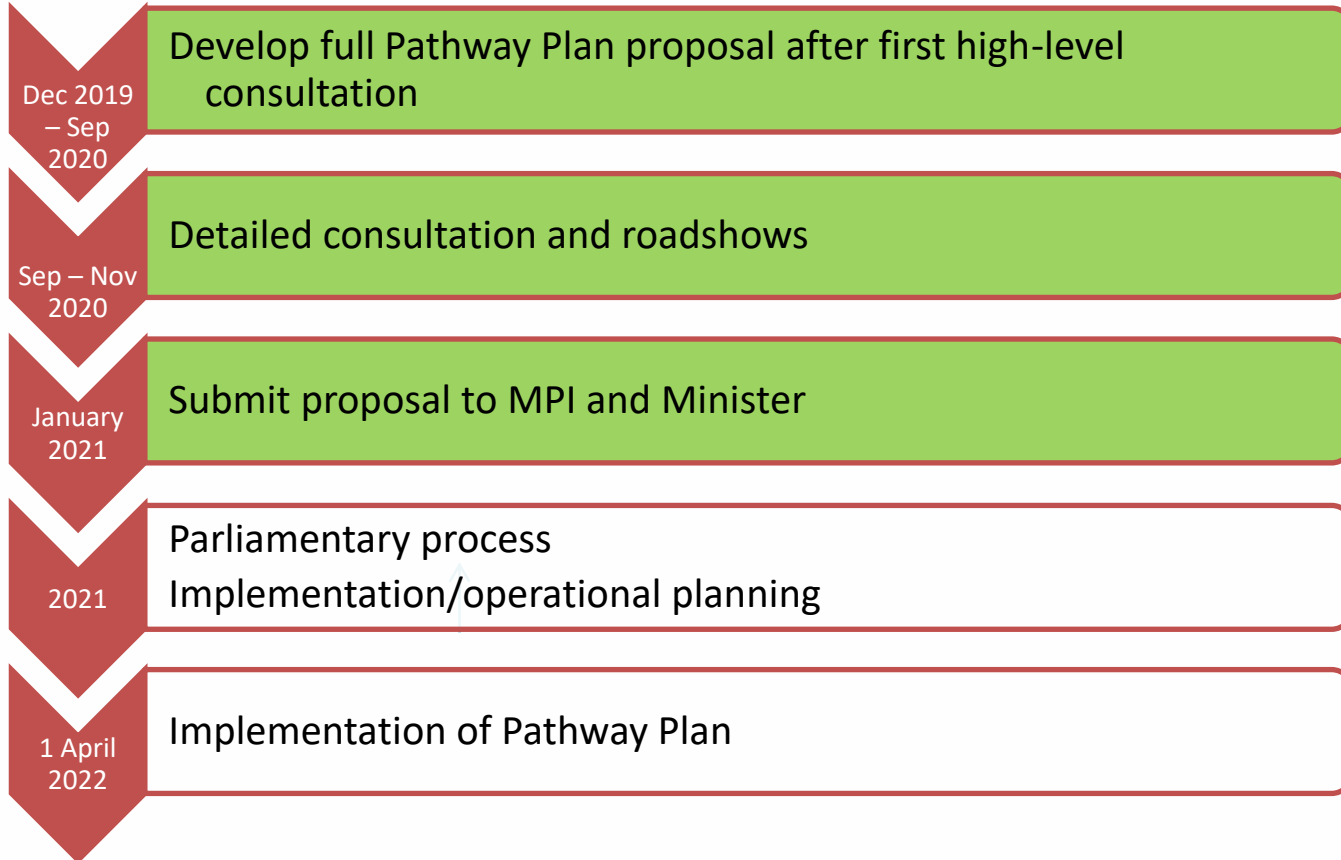 Develop full Pathway Plan proposal after first high-level
consultation
Dec 2019
– Sep
2020
Detailed consultation and roadshows
Sep – Nov
2020
Submit proposal to MPI and Minister
January
2021
Parliamentary process
Implementation/operational planning
2021
Implementation of Pathway Plan
1 April
2022